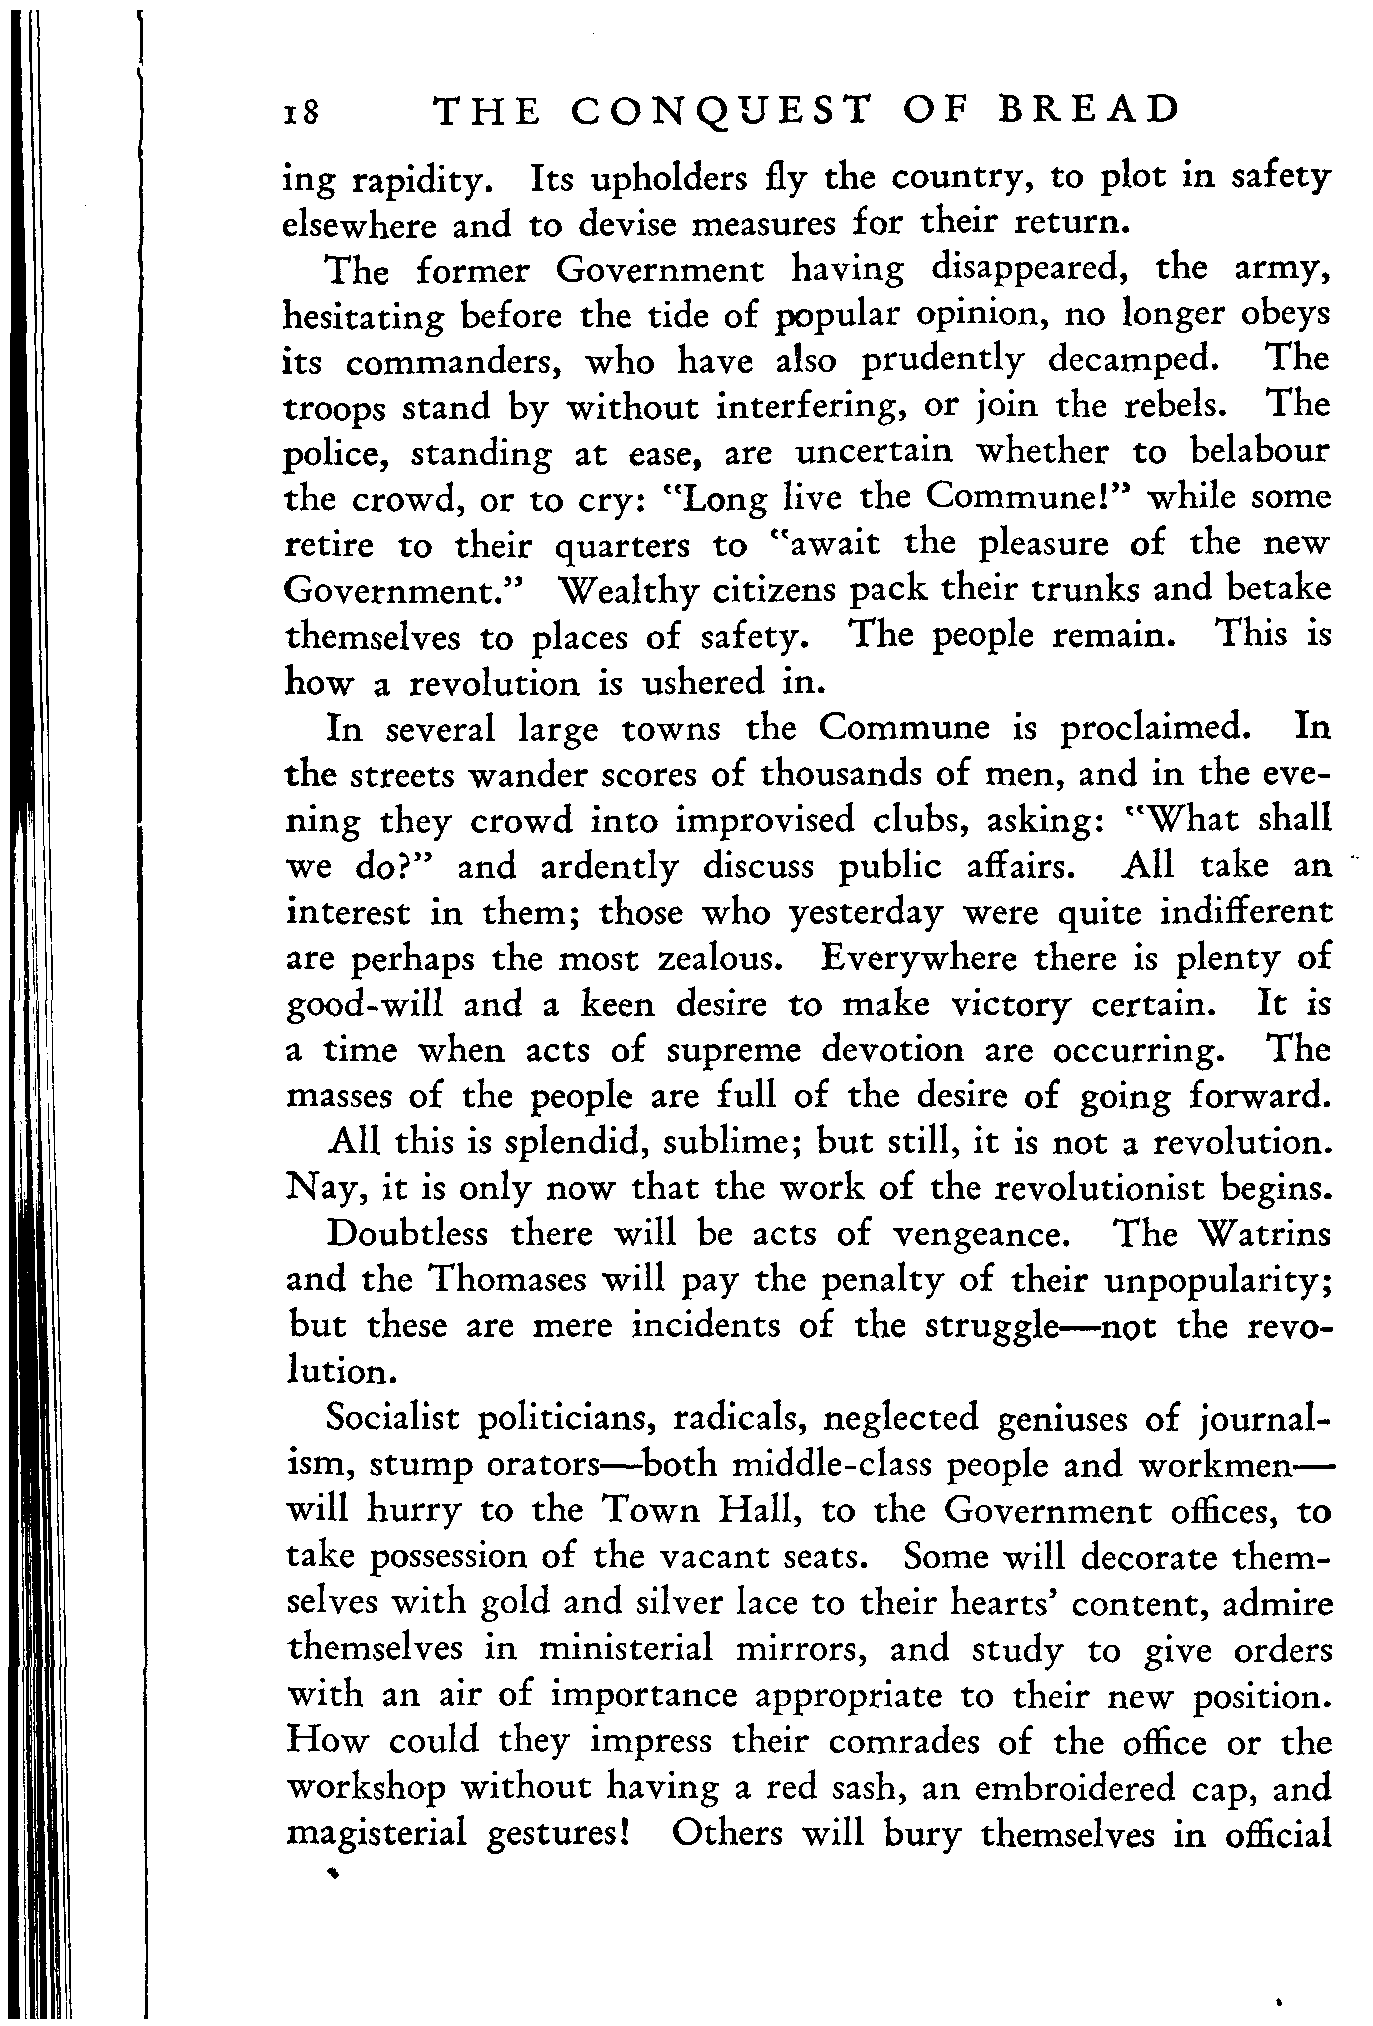 18 THE CONQUEST OF BREAD
ing rapidity. Its upholders fly the country, to plot in safety
elsewhere and to devise measures for their return.
The former Government having disappeared, the army,
hesitating before the tide of popular opinion, no longer obeys
its commanders, who have also prudently decamped. The
troops stand by without interfering, or join the rebels. The
police, standing at ease, are uncertain whether to belabour
the crowd, or to cry: "Long live the Commune!" while some
retire to their quarters to "await the pleasure of the new
Government." Wealthy citizens pack their trunks and betake
themselves to places of safety. The people remain. This is
how a revolution is ushered in.
In several large towns the Commune is proclaimed. In
the streets wander scores of thousands of men, and in the eve-
ning they crowd into improvised clubs, asking: "What shall
we do?" and ardently discuss public affairs. All take an
interest in them; those who yesterday were quite indifferent
are perhaps the most zealous. Everywhere there is plenty of
good-will and a keen desire to make victory certain. It is
a time when acts of supreme devotion are occurring. The
masses of the people are full of the desire of going forward.
All this is splendid, sublime; but still, it is not a revolution.
Nay, it is only now that the work of the revolutionist begins.
Doubtless there will be acts of vengeance. The Watrins
and the Thomases will pay the penalty of their unpopularity;
but these are mere incidents of the struggle—not the revo-
lution.
Socialist politicians, radicals, neglected geniuses of journal-
ism, stump orators—both middle-class people and workmen—
will hurry to the Town Hall, to the Government offices, to
take possession of the vacant seats. Some will decorate them-
selves with gold and silver lace to their hearts' content, admire
themselves in ministerial mirrors, and study to give orders
with an air of importance appropriate to their new position.
How could they impress their comrades of the office or the
workshop without having a red sash, an embroidered cap, and
magisterial gestures! Others will bury themselves in official